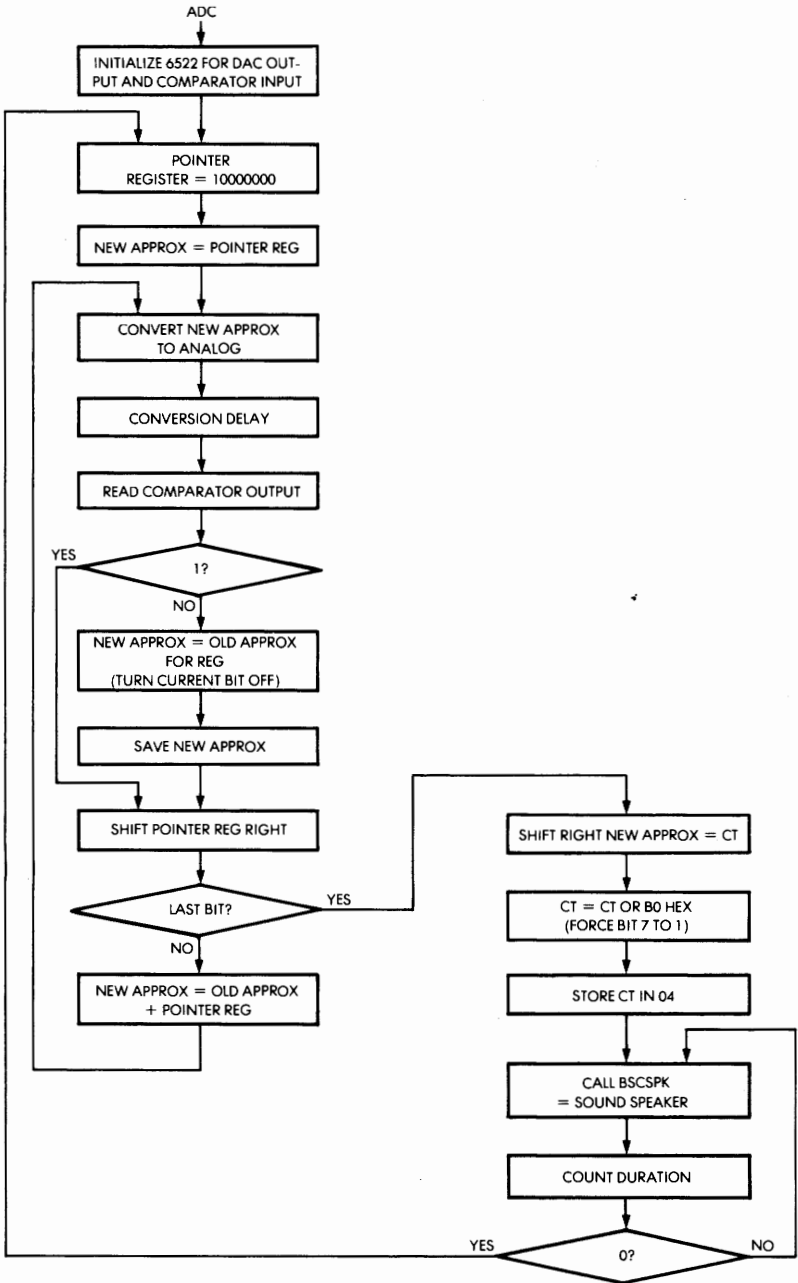 ADC
INITIALIZE 6522 FOR DAC OUT-
PUT AND COMPARATOR INPUT
POINTER
REGISTER = 10000000
NEW APPROX = POINTER REG
CONVERT NEW APPROX
TO ANALOG
CONVERSION DELAY
READ COMPARATOR OUTPUT
YES
1?
NO
NEW APPROX = OLD APPROX
FOR REG
(TURN CURRENT BIT OFF)
SAVE NEW APPROX
SHIFT POINTER REG RIGHT
LAST BIT?
YES
NO
NEW APPROX = OLD APPROX
+ POINTER REG
SHIFT RIGHT NEW APPROX = CT
CT = CT OR B0 HEX
(FORCE BIT 7 TO 1)
STORE CT IN 04
CALL BSCSPK
= SOUND SPEAKER
COUNT DURATION
YES
0?
NO